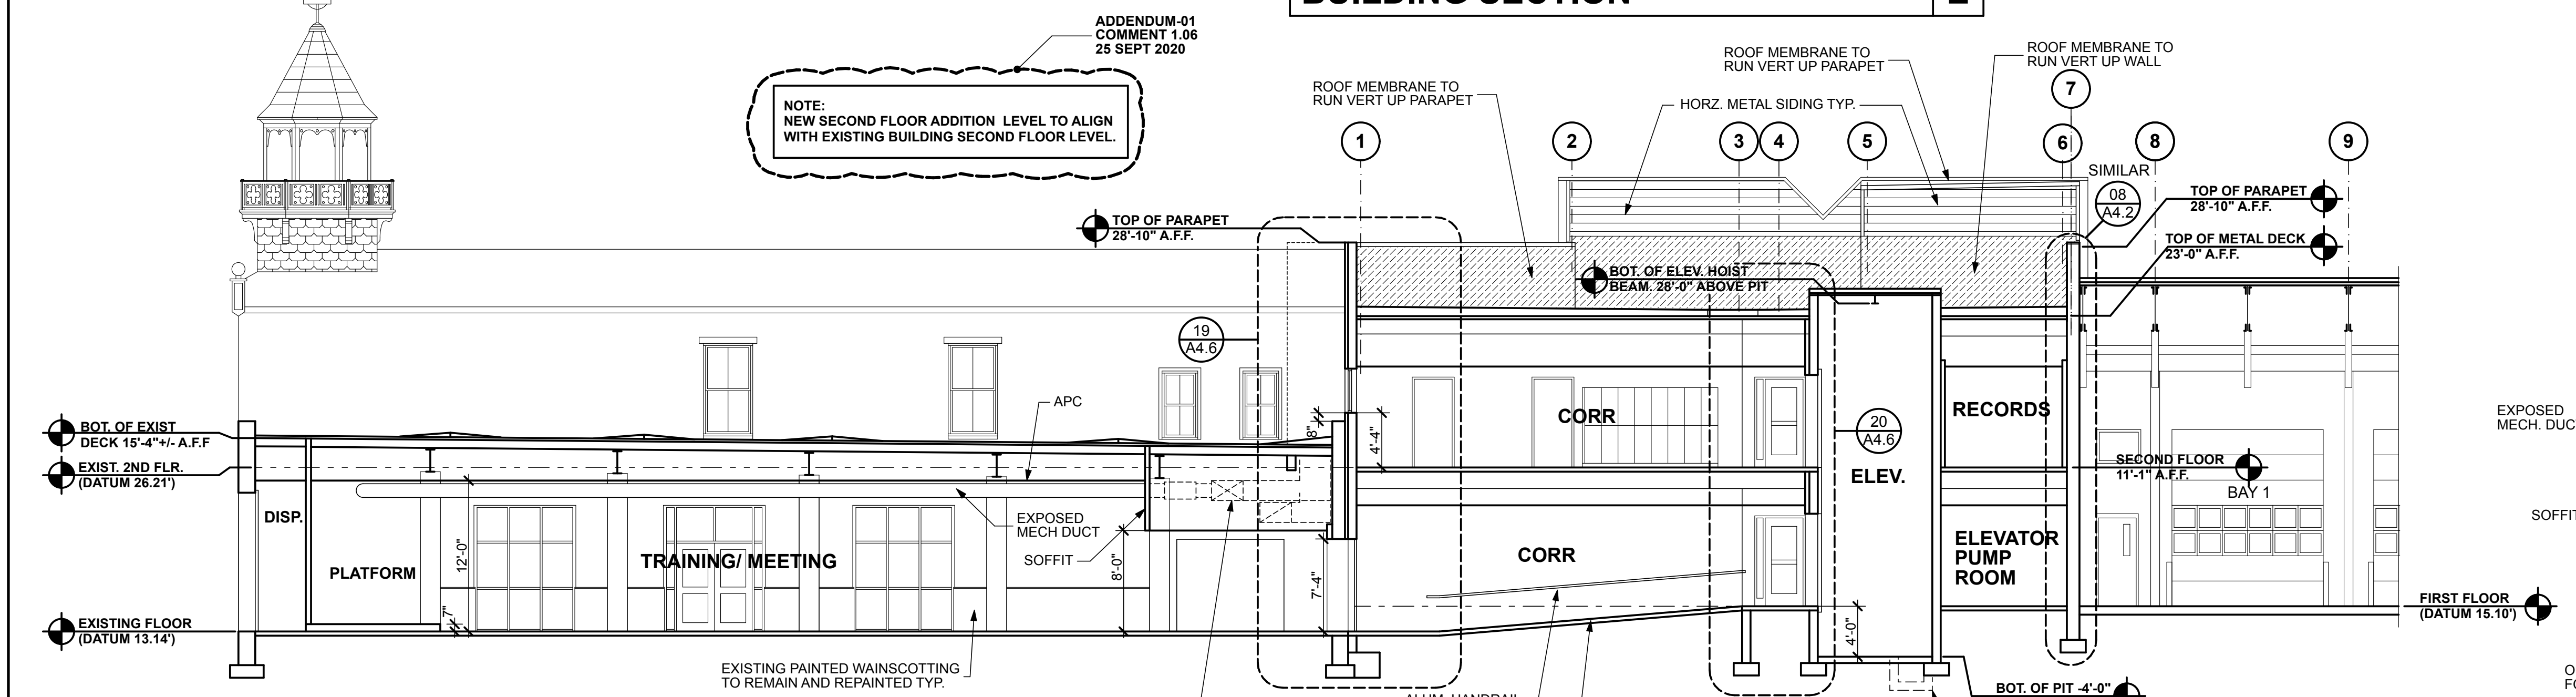 BUILDING SECTION
ADDENDUM-01
COMMENT 1.06
25 SEPT 2020
NOTE:
NEW SECOND FLOOR ADDITION LEVEL TO ALIGN
WITH EXISTING BUILDING SECOND FLOOR LEVEL.
ROOF MEMBRANE TO
RUN VERT UP PARAPET
ROOF MEMBRANE TO
RUN VERT UP PARAPET
ROOF MEMBRANE TO
RUN VERT UP WALL
HORZ. METAL SIDING TYP.
1
2
3
4
5
6
7
8
9
SIMILAR
08
A4.2
TOP OF PARAPET
28'-10" A.F.F.
TOP OF PARAPET
28'-10" A.F.F.
TOP OF METAL DECK
23'-0" A.F.F.
BOT. OF ELEV. HOIST
BEAM. 28'-0" ABOVE PIT
19
A4.6
APC
BOT. OF EXIST
DECK 15'-4"+/- A.F.F
EXIST. 2ND FLR.
(DATUM 26.21')
8"
4'-4"
CORR
20
A4.6
ELEV.
RECORDS
SECOND FLOOR
11'-1" A.F.F.
BAY 1
EXPOSED
MECH. DUC
SOFFIT
DISP.
PLATFORM
12'-0"
7"
TRAINING/ MEETING
EXPOSED
MECH DUCT
SOFFIT
8'-0"
7'-4"
CORR
ELEVATOR
PUMP
ROOM
4'-0"
EXISTING FLOOR
(DATUM 13.14')
FIRST FLOOR
(DATUM 15.10')
EXISTING PAINTED WAINSCOTTING
TO REMAIN AND REPAINTED TYP.
ALUM. HANDRAIL
BOT. OF PIT -4'-0"